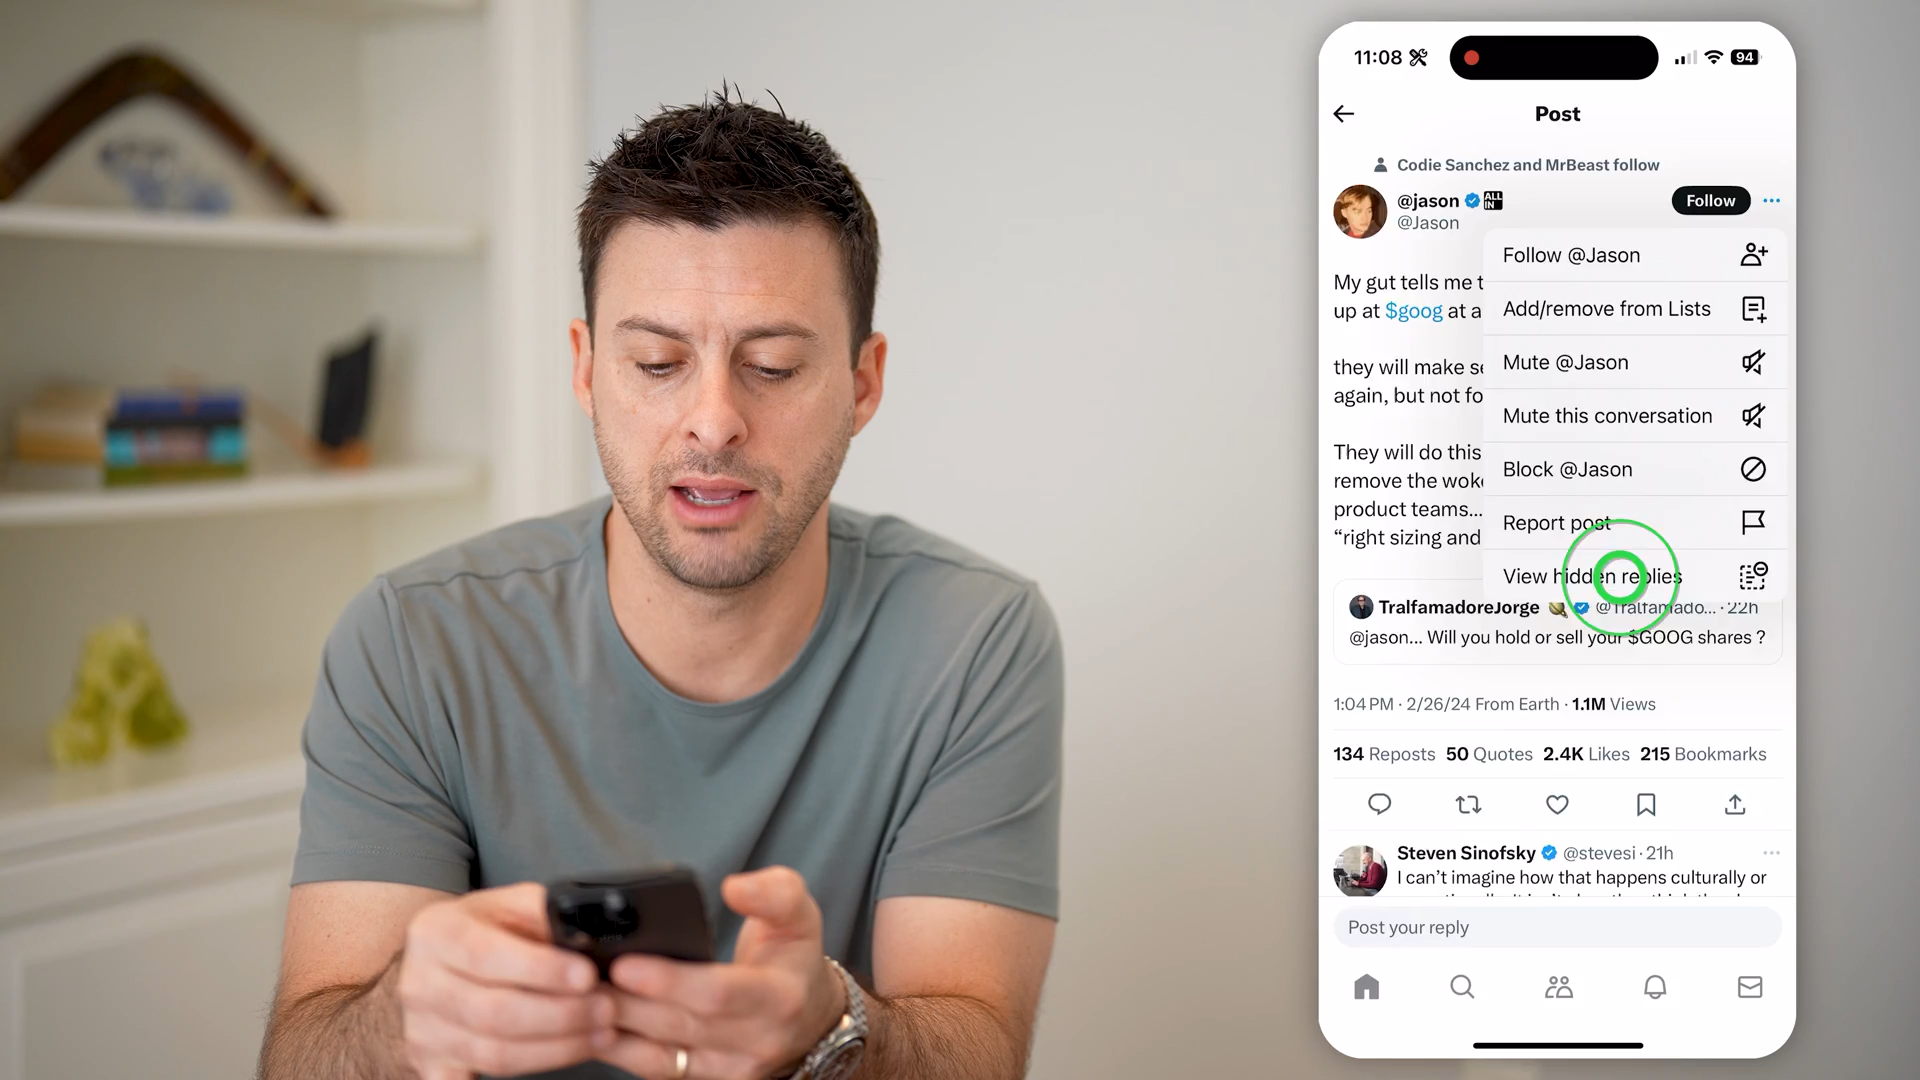 11:08
94
Post
Codie Sanchez and MrBeast follow
@jason ALL IN
Follow
@Jason
Follow @Jason
My gut tells me t
up at $goog at a
Add/remove from Lists
they will make se
Mute @Jason
again, but not fo
Mute this conversation
They will do this
Block @Jason
remove the woke
product teams...
Report post
“right sizing and
View hidden replies
TralfamadoreJorge @Tralfamado... · 22h
@jason... Will you hold or sell your $GOOG shares ?
1:04 PM · 2/26/24 From Earth · 1.1M Views
134 Reposts 50 Quotes 2.4K Likes 215 Bookmarks
Steven Sinofsky @stevesi · 21h
I can’t imagine how that happens culturally or
Post your reply